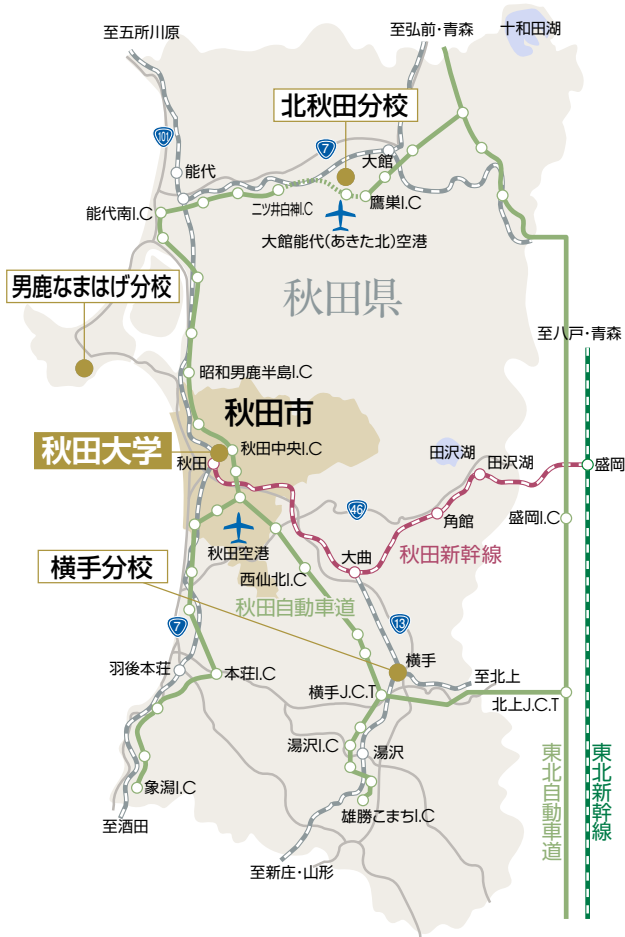 至五所川原
至弘前・青森
十和田湖
北秋田分校
101
7
大館
能代
二ツ井白神I.C
鷹巣I.C
能代南I.C
大館能代(あきた北)空港
男鹿なまはげ分校
秋田県
至八戸・青森
昭和男鹿半島I.C
秋田市
秋田大学
秋田中央I.C
秋田
田沢湖
田沢湖
盛岡
46
角館
盛岡I.C
秋田空港
大曲
秋田新幹線
横手分校
西仙北I.C
秋田自動車道
7
13
羽後本荘
本荘I.C
横手
至北上
横手J.C.T
北上J.C.T
湯沢I.C
湯沢
東北自動車道
東北新幹線
象潟I.C
雄勝こまちI.C
至酒田
至新庄・山形